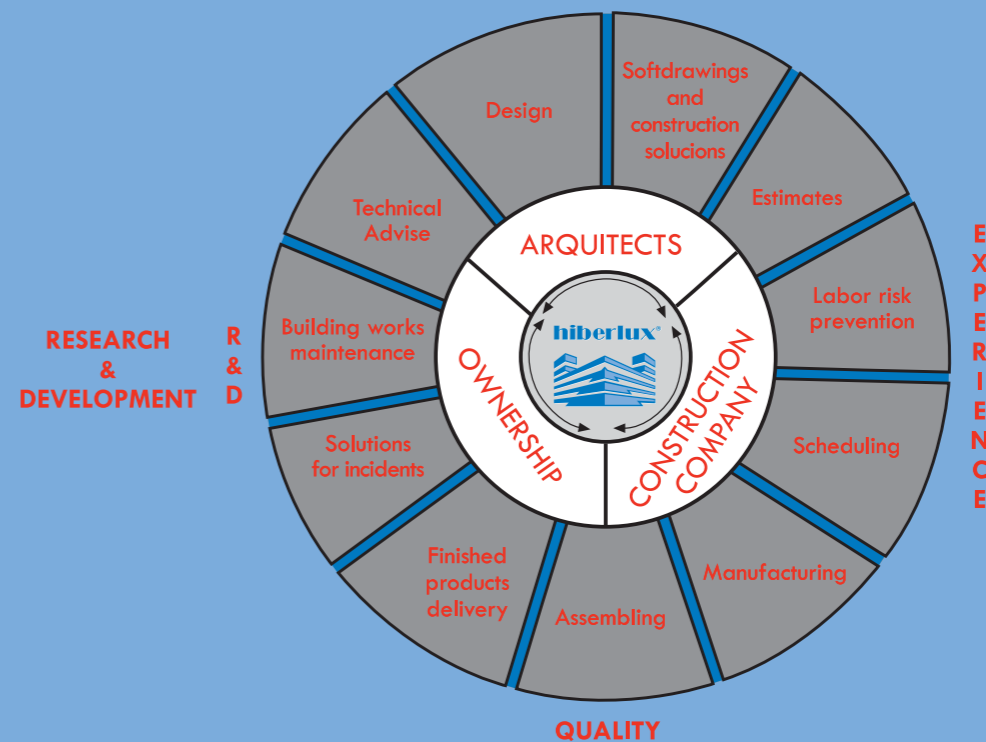 Design
Softdrawings
and
construction
solucions
Estimates
Labor risk
prevention
Scheduling
Manufacturing
Assembling
Finished
products
delivery
Solutions
for incidents
Building works
maintenance
Technical
Advise
ARQUITECTS
CONSTRUCTION
COMPANY
OWNERSHIP
hiberlux®
RESEARCH
&
DEVELOPMENT
R
&
D
E
X
P
E
R
I
E
N
C
E
QUALITY